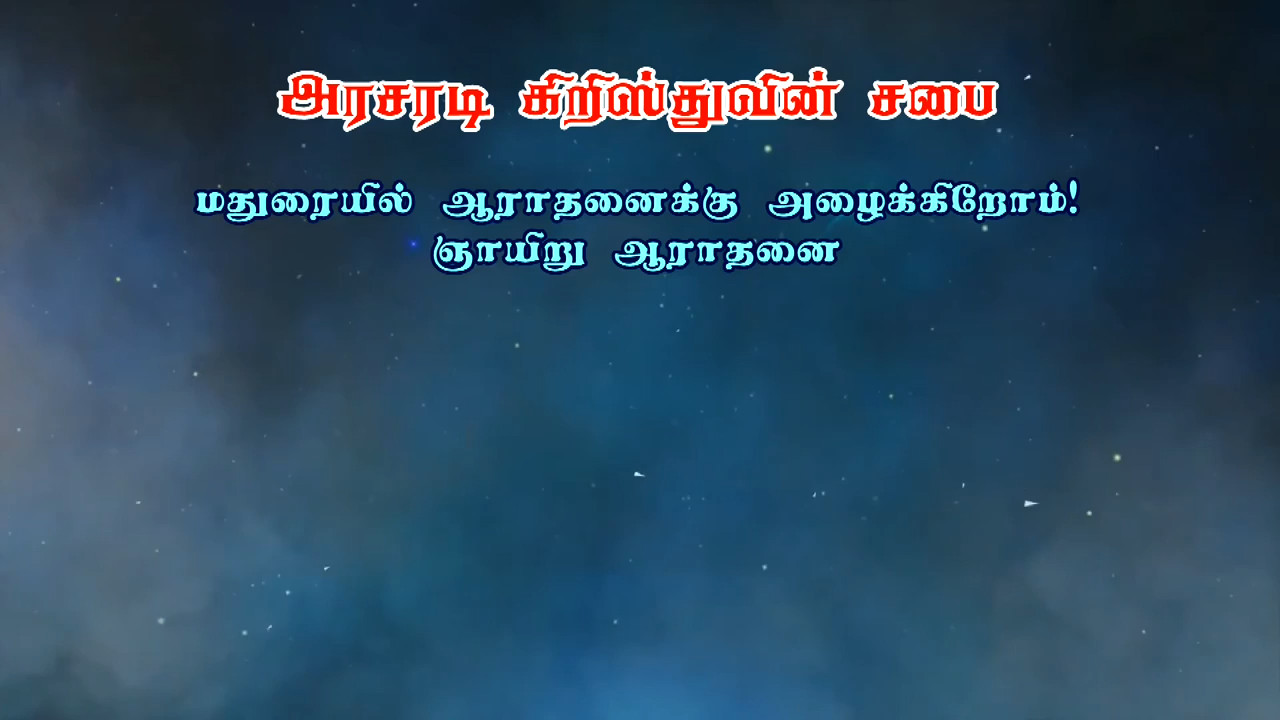 அரசரடி கிறிஸ்துவின் சபை
மதுரையில் ஆராதனைக்கு அழைக்கிறோம்!
ஞாயிறு ஆராதனை